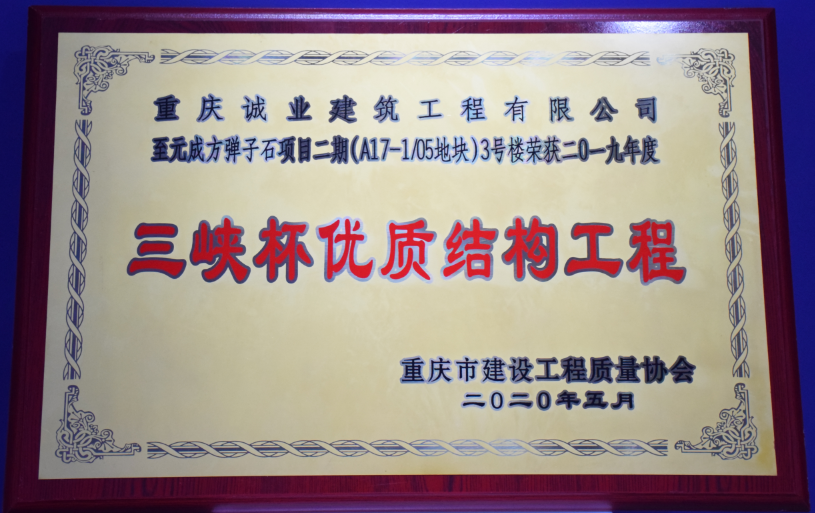 重庆诚业建筑工程有限公司
至元成方弹子石项目二期(A17-1/05地块)3号楼荣获二0一九年度
三峡杯优质结构工程
重庆市建设工程质量协会
二0二0年五月